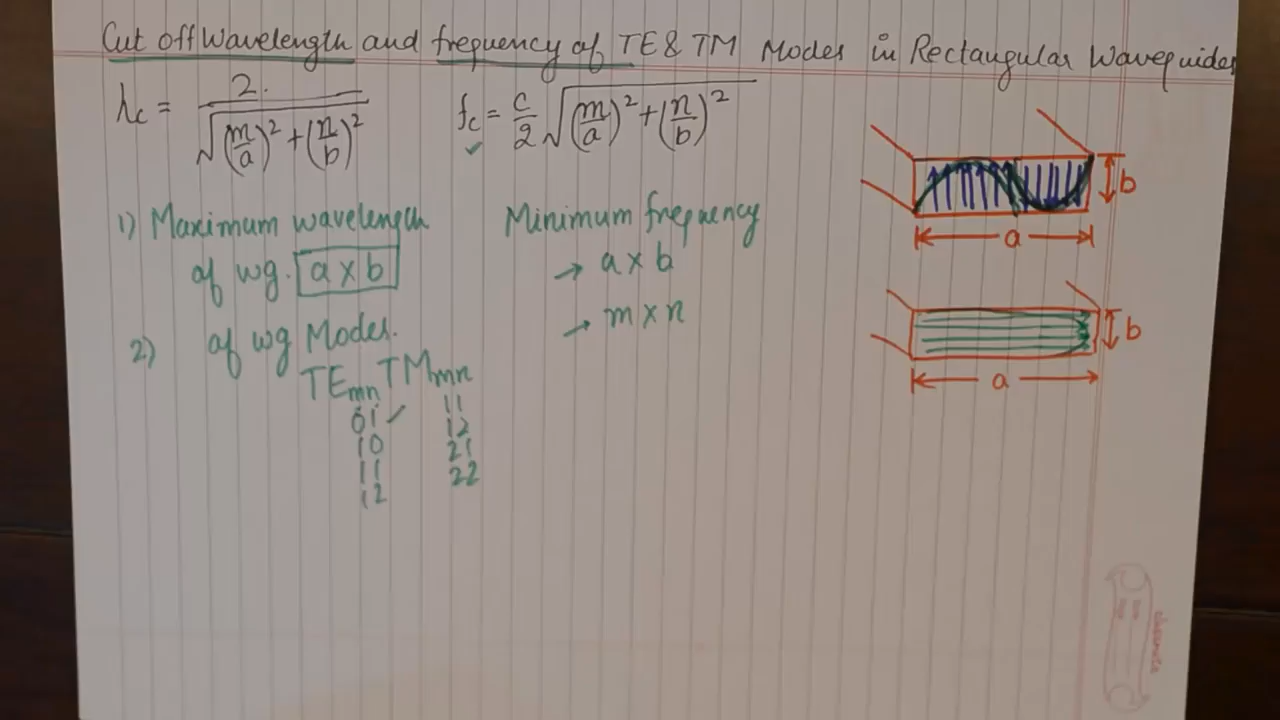 Cut off wavelength and frequency of TE & TM Modes in Rectangular Waveguides
λc = 2 / √((m/a)² + (n/b)²)
fc = c/2 √((m/a)² + (n/b)²)
1) Maximum wavelength
of wg. a x b
2) of wg Modes.
TEmn TMmn
01 ✓ 11
10 12
11 21
12 22
Minimum frequency
→ a x b
→ m x n
b
a
b
a